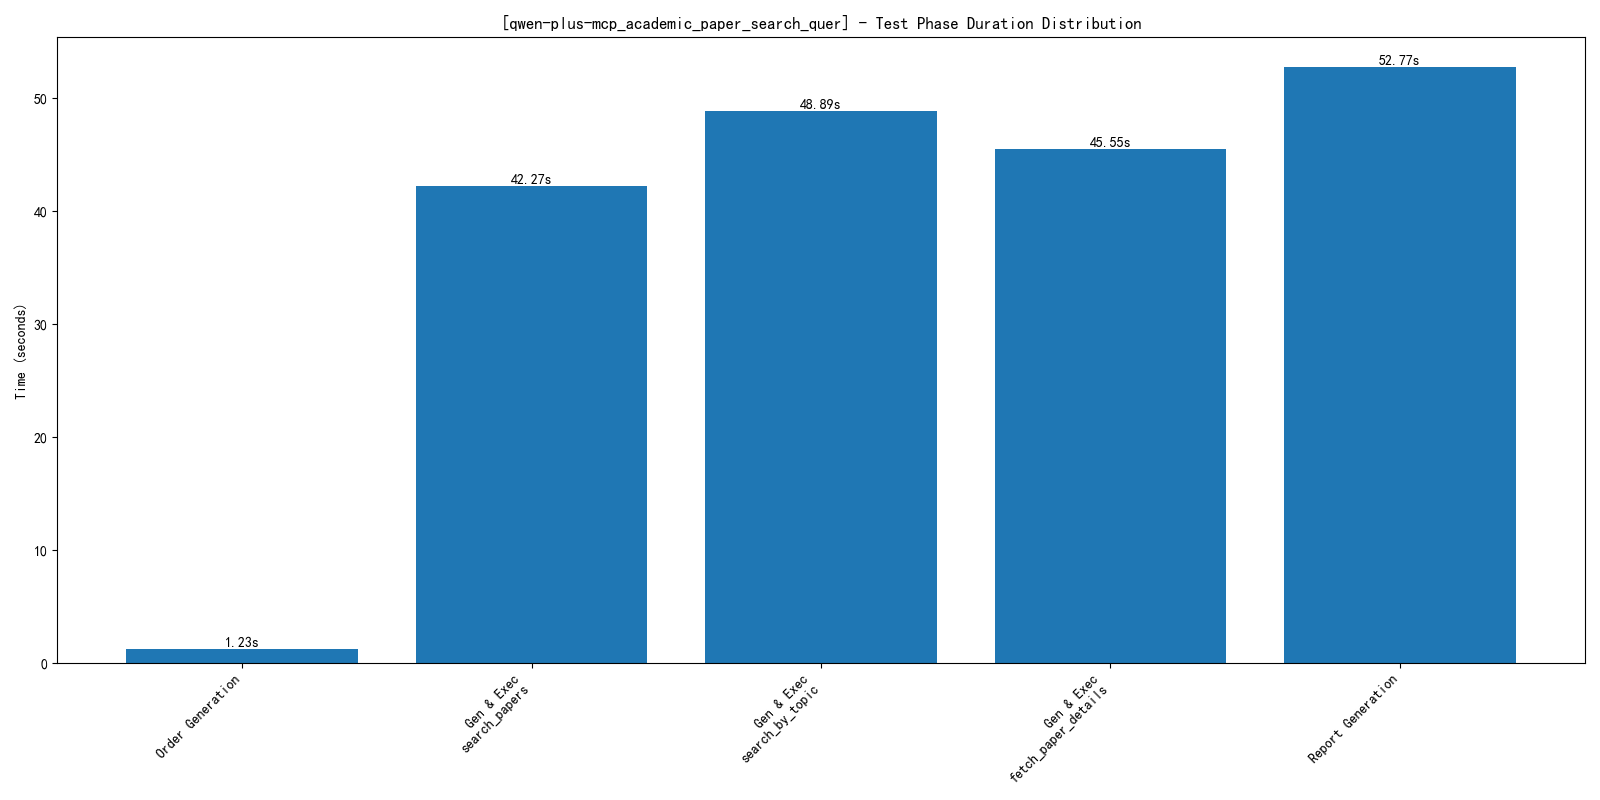 [qwen-plus-mcp_academic_paper_search_quer] - Test Phase Duration Distribution
Time (seconds)
50
40
30
20
10
0
1.23s
42.27s
48.89s
45.55s
52.77s
Order Generation
Gen & Exec
search_papers
Gen & Exec
search_by_topic
Gen & Exec
fetch_paper_details
Report Generation